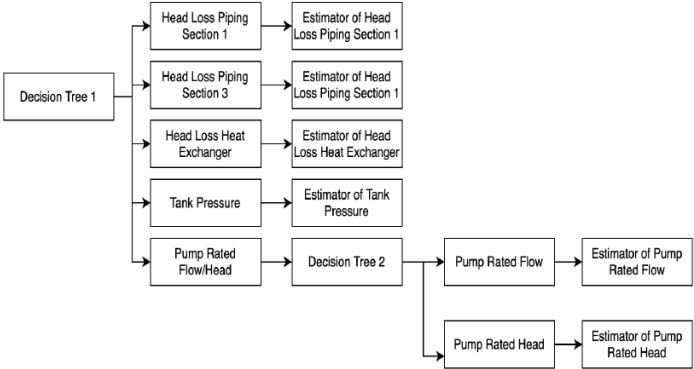 Head Loss Piping
Section 1
Estimator of Head
Loss Piping Section 1
Decision Tree 1
Head Loss Piping
Section 3
Estimator of Head
Loss Piping Section 1
Head Loss Heat
Exchanger
Estimator of Head
Loss Heat Exchanger
Tank Pressure
Estimator of Tank
Pressure
Pump Rated
Flow/Head
Decision Tree 2
Pump Rated Flow
Estimator of Pump
Rated Flow
Pump Rated Head
Estimator of Pump
Rated Head